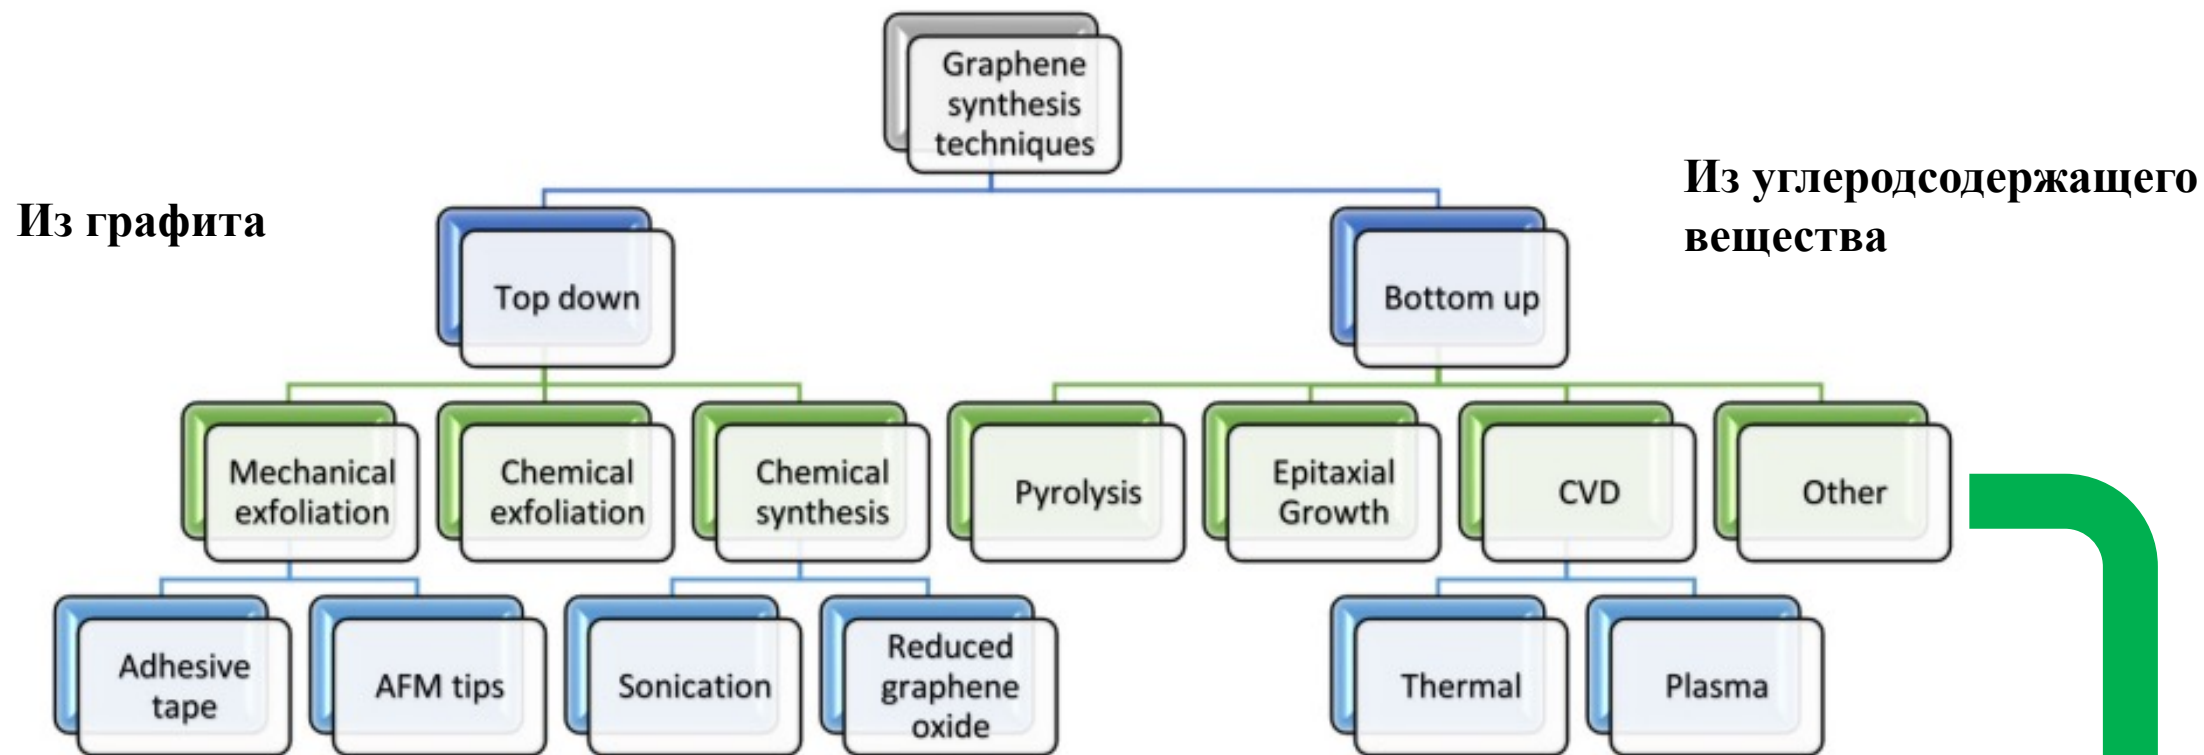 Graphene
synthesis
techniques
Из графита
Из углеродсодержащего
вещества
Top down
Bottom up
Mechanical
exfoliation
Chemical
exfoliation
Chemical
synthesis
Pyrolysis
Epitaxial
Growth
CVD
Other
Adhesive
tape
AFM tips
Sonication
Reduced
graphene
oxide
Thermal
Plasma